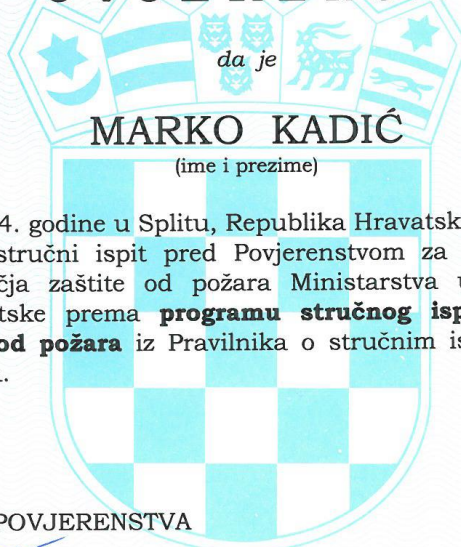 da je
MARKO KADIĆ
(ime i prezime)
4. godine u Splitu, Republika Hravatsk
stručni ispit pred Povjerenstvom za
čja zaštite od požara Ministarstva u
tske prema programu stručnog isp
od požara iz Pravilnika o stručnim is
POVJERENSTVA